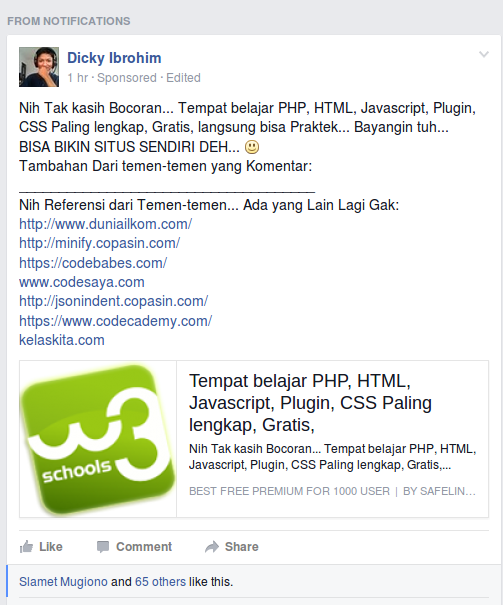 FROM NOTIFICATIONS
Dicky Ibrohim
1 hr · Sponsored · Edited
Nih Tak kasih Bocoran... Tempat belajar PHP, HTML, Javascript, Plugin,
CSS Paling lengkap, Gratis, langsung bisa Praktek... Bayangin tuh...
BISA BIKIN SITUS SENDIRI DEH...
Tambahan Dari temen-temen yang Komentar:
______________________________________
Nih Referensi dari Temen-temen... Ada yang Lain Lagi Gak:
http://www.duniailkom.com/
http://minify.copasin.com/
https://codebabes.com/
www.codesaya.com
http://jsonindent.copasin.com/
https://www.codecademy.com/
kelaskita.com
w3
schools
Tempat belajar PHP, HTML,
Javascript, Plugin, CSS Paling
lengkap, Gratis,
Nih Tak kasih Bocoran... Tempat belajar PHP, HTML,
Javascript, Plugin, CSS Paling lengkap, Gratis,...
BEST FREE PREMIUM FOR 1000 USER | BY SAFELIN...
Like Comment Share
Slamet Mugiono and 65 others like this.